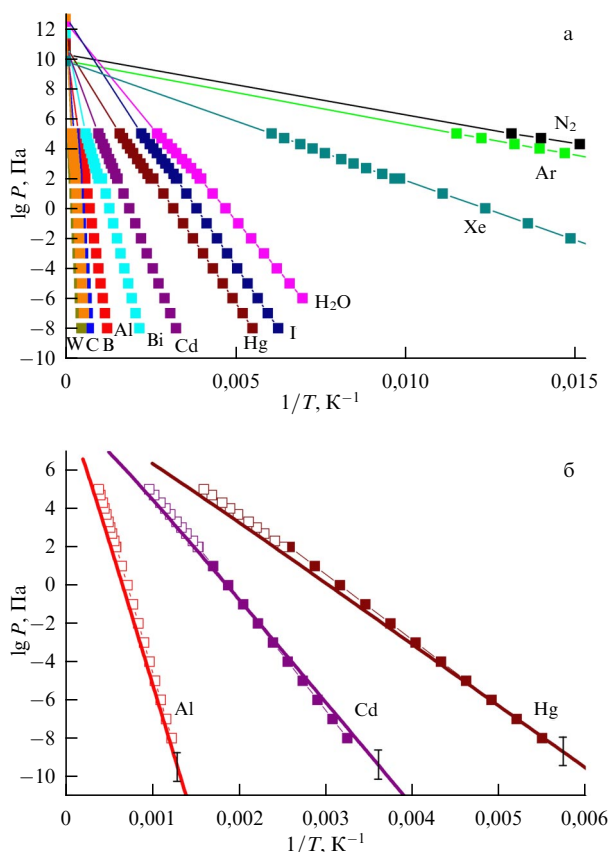 а
lg P, Па
12
10
8
6
4
2
0
−2
−4
−6
−8
−10
N₂
Ar
Xe
H₂O
W C B Al Bi Cd Hg I
0 0,005 0,010 0,015
1/T, К⁻¹
б
lg P, Па
6
4
2
0
−2
−4
−6
−8
−10
Al Cd Hg
0 0,001 0,002 0,003 0,004 0,005 0,006
1/T, К⁻¹